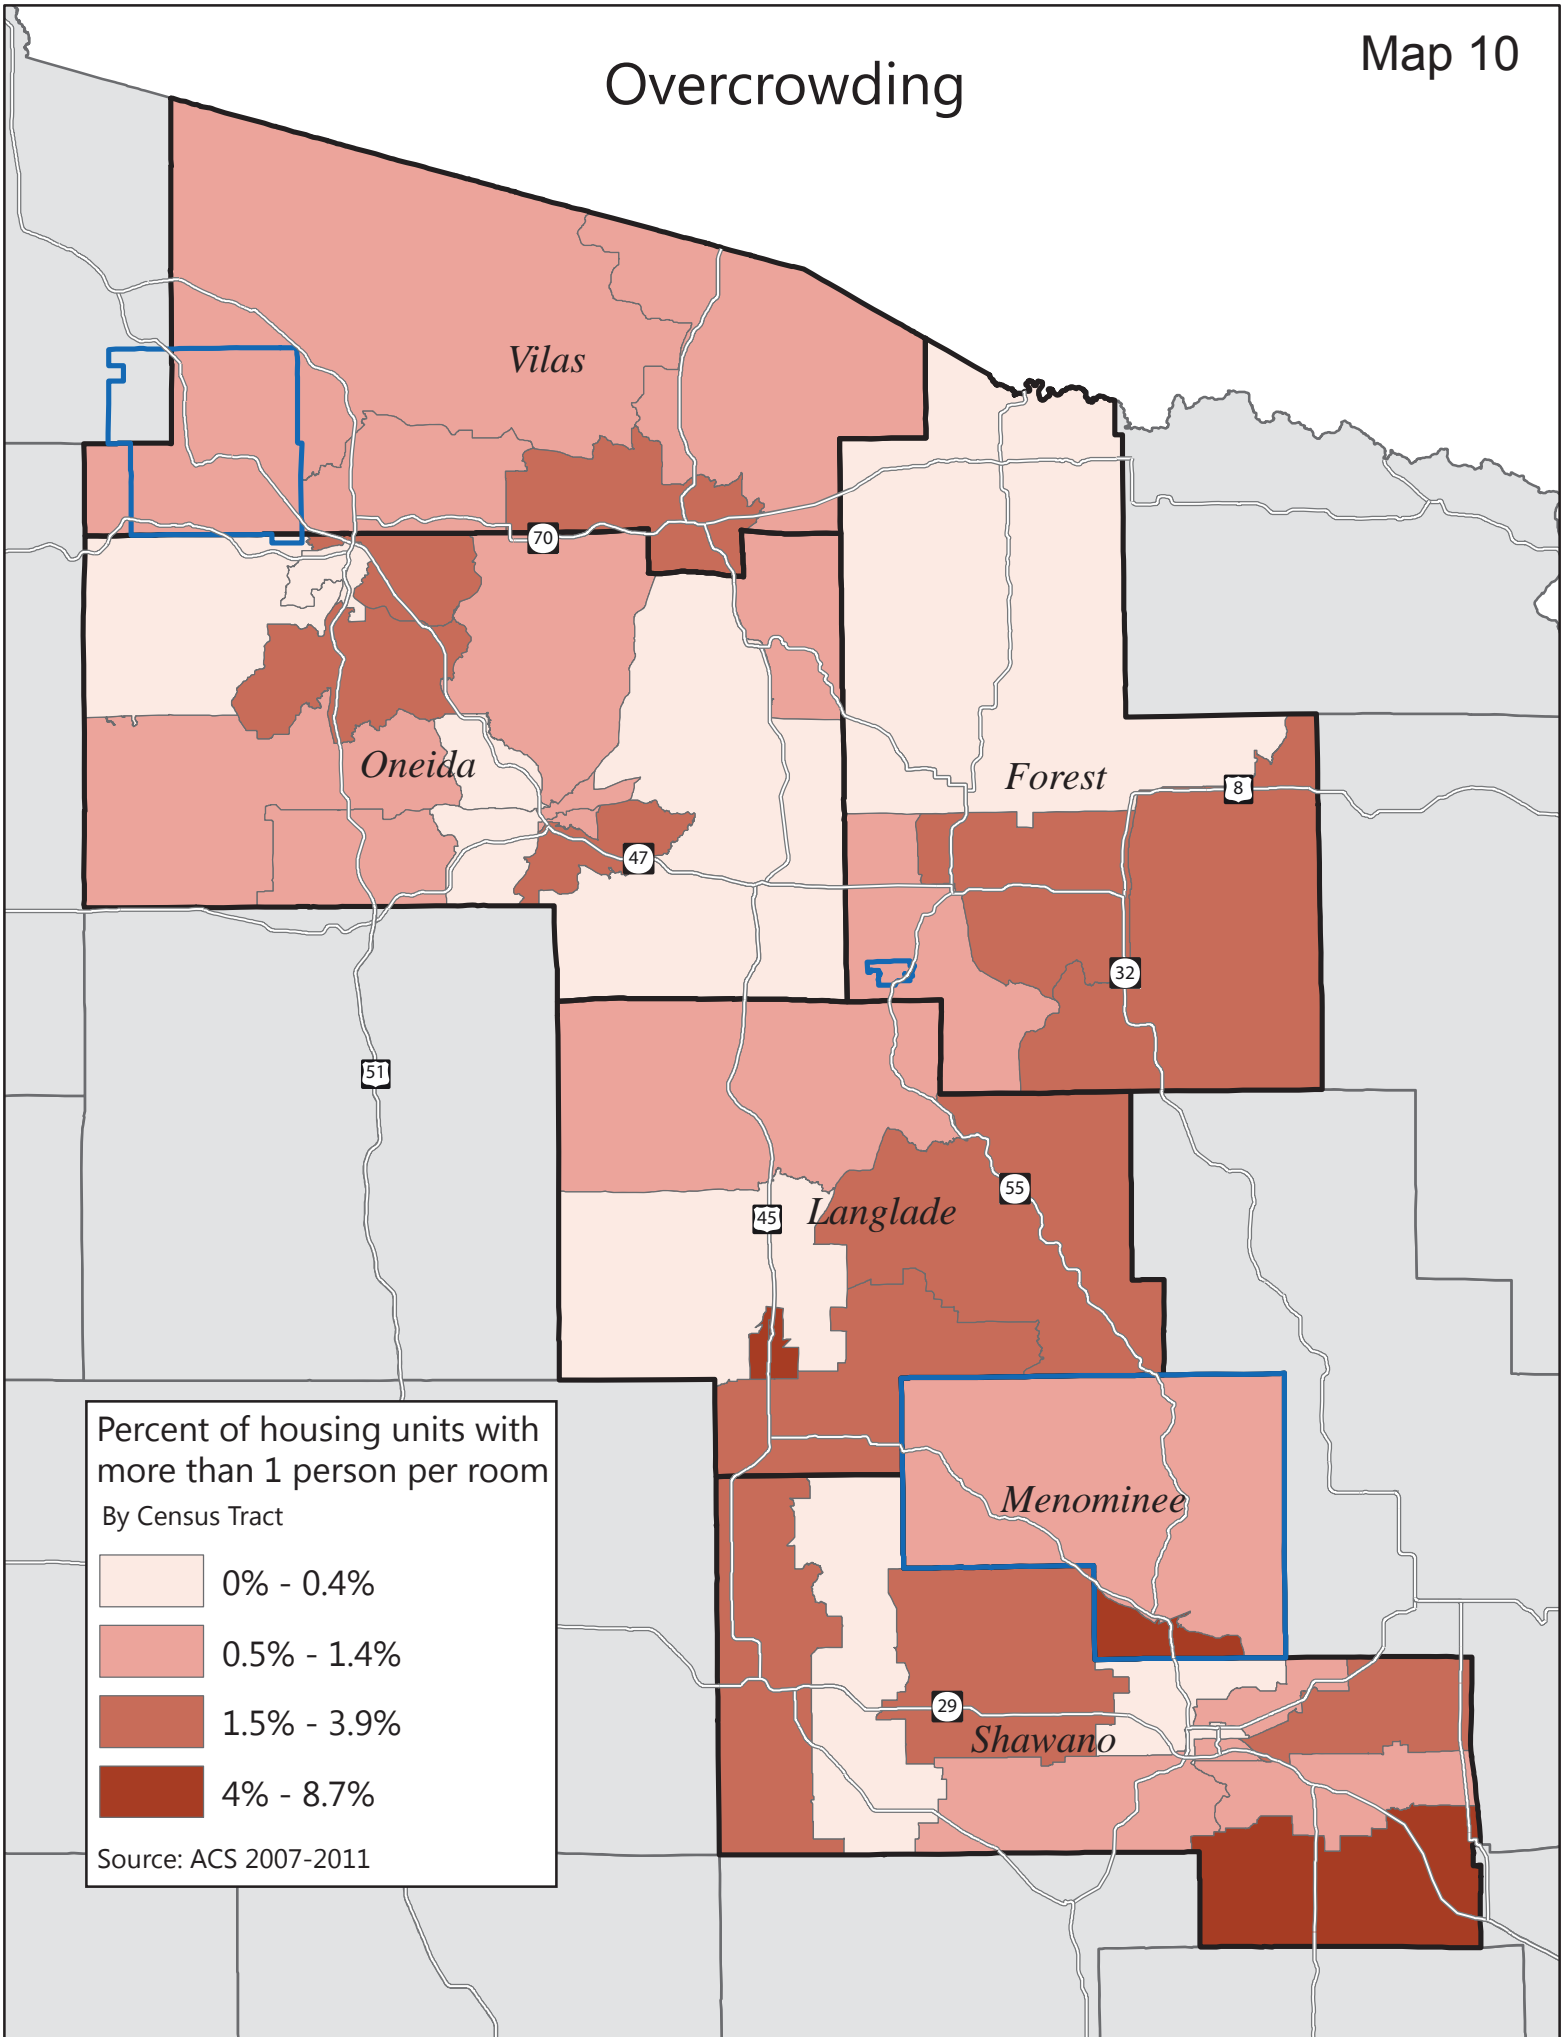 Map 10
Overcrowding
Vilas
70
Oneida
Forest
8
47
32
51
55
45
Langlade
Menominee
29
Shawano
Percent of housing units with
more than 1 person per room
By Census Tract
0% - 0.4%
0.5% - 1.4%
1.5% - 3.9%
4% - 8.7%
Source: ACS 2007-2011